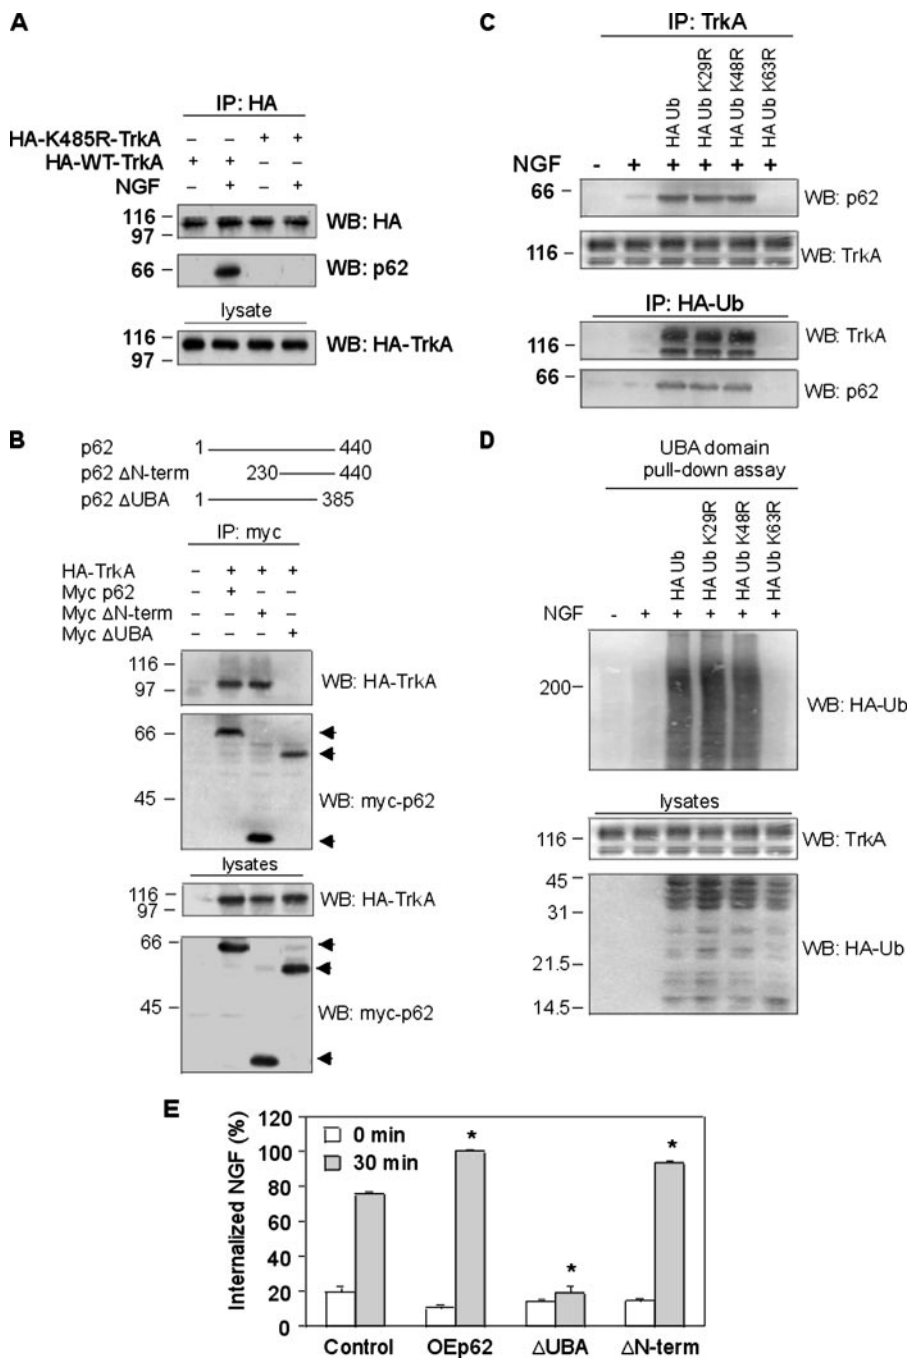 A
IP: HA
HA-K485R-TrkA – – + +
HA-WT-TrkA + + – –
NGF – + – +
116
97
WB: HA
66
WB: p62
lysate
116
97
WB: HA-TrkA
B
p62 1 440
p62 ΔN-term 230 440
p62 ΔUBA 1 385
IP: myc
HA-TrkA – + + +
Myc p62 – + – –
Myc ΔN-term – – + –
Myc ΔUBA – – – +
116
97
WB: HA-TrkA
66
45
WB: myc-p62
lysates
116
97
WB: HA-TrkA
66
45
WB: myc-p62
C
IP: TrkA
HA Ub
HA Ub K29R
HA Ub K48R
HA Ub K63R
NGF - + + + + +
66
WB: p62
116
WB: TrkA
IP: HA-Ub
116
WB: TrkA
66
WB: p62
D
UBA domain
pull-down assay
HA Ub
HA Ub K29R
HA Ub K48R
HA Ub K63R
NGF - + + + + +
200
WB: HA-Ub
lysates
116
WB: TrkA
45
31
21.5
14.5
WB: HA-Ub
E
Internalized NGF (%)
120
100
80
60
40
20
0
0 min
30 min
* * *
Control OEp62 ΔUBA ΔN-term